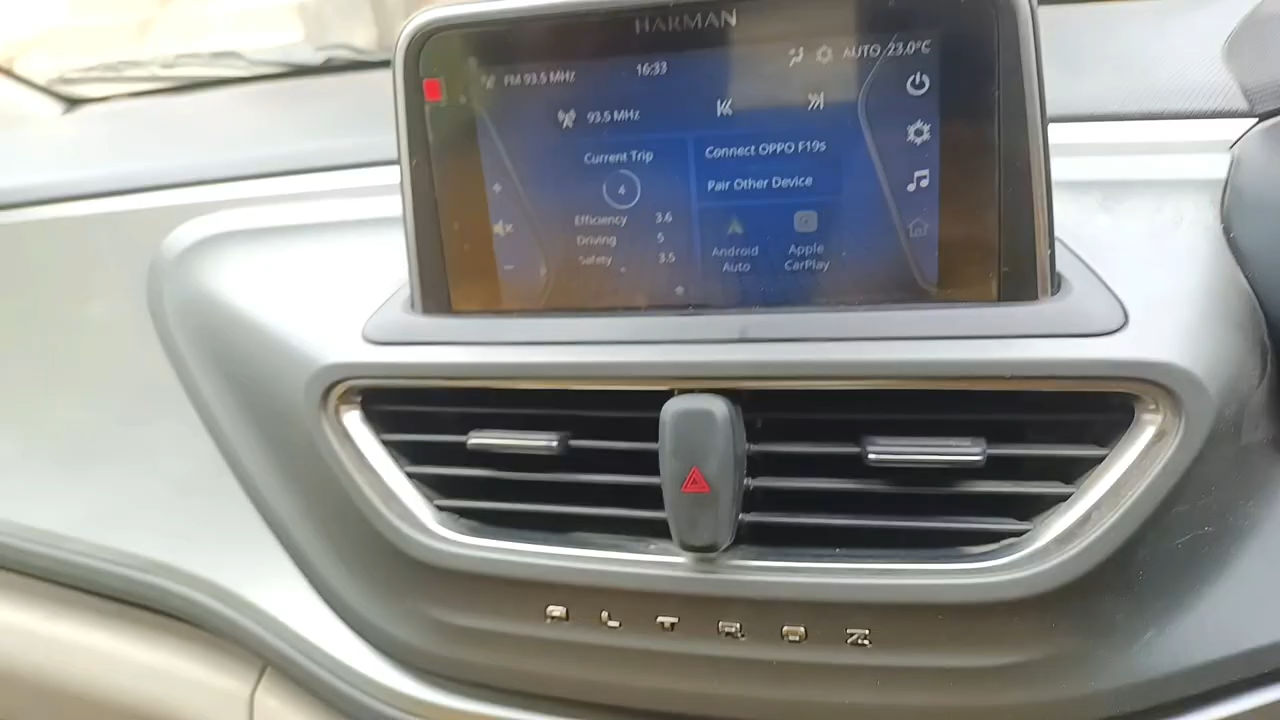 HARMAN
FM 93.5 MHz 16:33 AUTO 23.0°C
93.5 MHz
Current Trip
4
Efficiency 3.6
Driving 5
Safety 3.5
Connect OPPO F19s
Pair Other Device
Android Auto
Apple CarPlay
ALTROZ